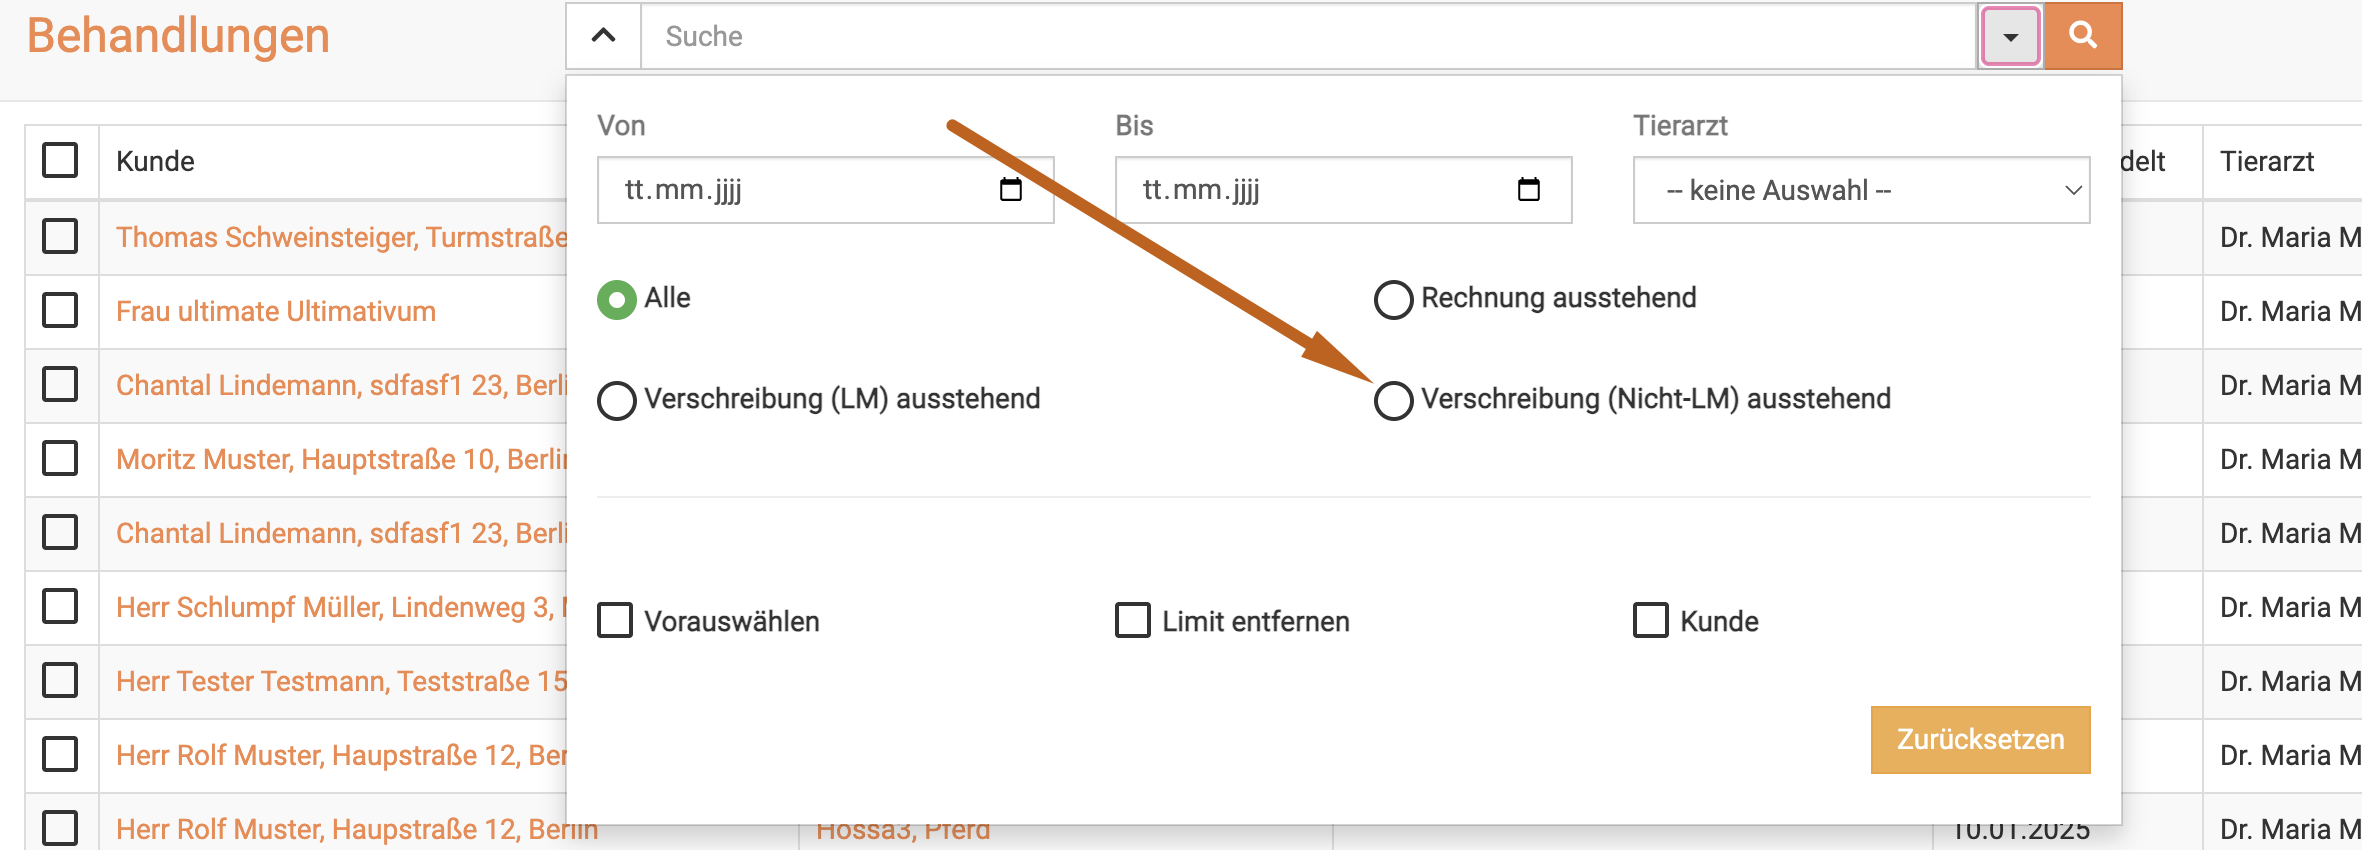 Behandlungen
Suche
Von
Bis
Tierarzt
tt.mm.jjjj
tt.mm.jjjj
-- keine Auswahl --
Alle
Rechnung ausstehend
Verschreibung (LM) ausstehend
Verschreibung (Nicht-LM) ausstehend
Vorauswählen
Limit entfernen
Kunde
Zurücksetzen
Kunde
delt
Tierarzt
Thomas Schweinsteiger, Turmstraße
Dr. Maria M
Frau ultimate Ultimativum
Dr. Maria M
Chantal Lindemann, sdfasf1 23, Berli
Dr. Maria M
Moritz Muster, Hauptstraße 10, Berlin
Dr. Maria M
Chantal Lindemann, sdfasf1 23, Berli
Dr. Maria M
Herr Schlumpf Müller, Lindenweg 3,
Dr. Maria M
Herr Tester Testmann, Teststraße 15
Dr. Maria M
Herr Rolf Muster, Haupstraße 12, Ber
Dr. Maria M
Herr Rolf Muster, Haupstraße 12, Berlin
Hossa3, Pferd
10.01.2025
Dr. Maria M